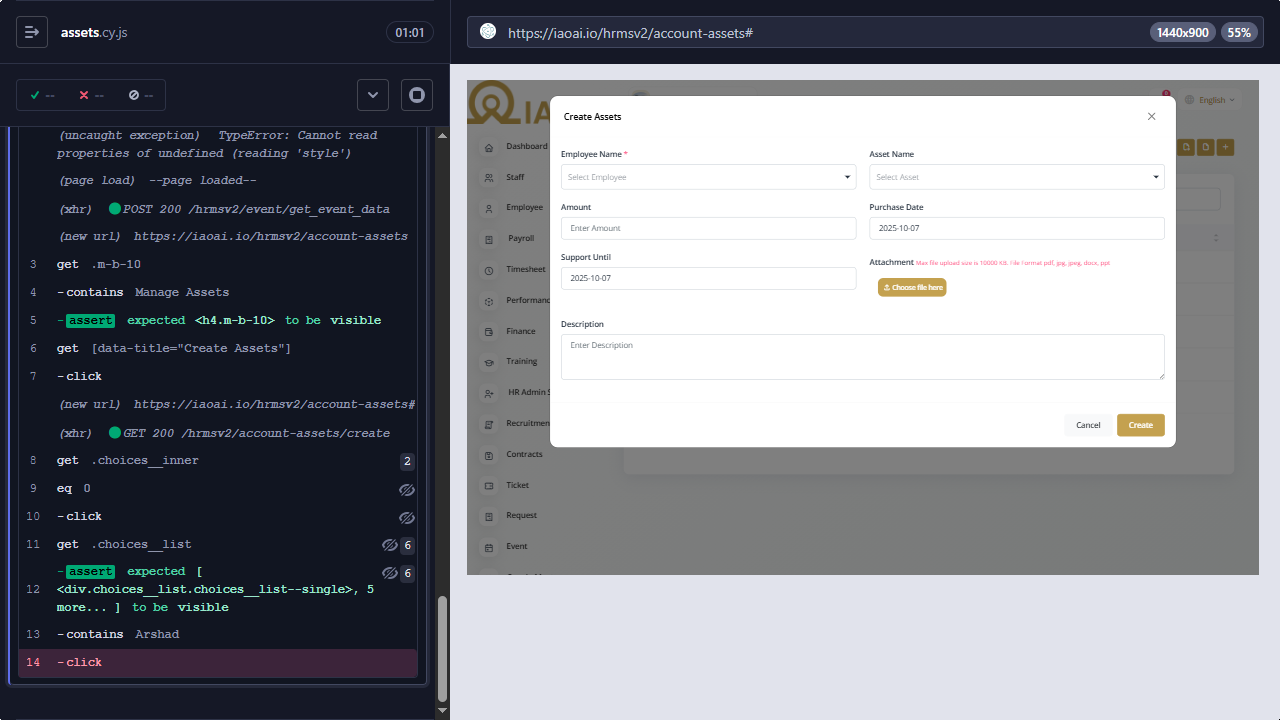 assets.cy.js
01:01
-- -- --
(uncaught exception) TypeError: Cannot read
properties of undefined (reading 'style')
(page load) --page loaded--
(xhr) POST 200 /hrmsv2/event/get_event_data
(new url) https://iaoai.io/hrmsv2/account-assets
3 get .m-b-10
4 -contains Manage Assets
5 -assert expected <h4.m-b-10> to be visible
6 get [data-title="Create Assets"]
7 -click
(new url) https://iaoai.io/hrmsv2/account-assets#
(xhr) GET 200 /hrmsv2/account-assets/create
8 get .choices__inner 2
9 eq 0
10 -click
11 get .choices__list 6
-assert expected [ 6
12 <div.choices__list.choices__list--single>, 5
more... ] to be visible
13 -contains Arshad
14 -click
https://iaoai.io/hrmsv2/account-assets#
1440x900 55%
English
Dashboard
Staff
Employee
Payroll
Timesheet
Performanc
Finance
Training
HR Admin S
Recruitmen
Contracts
Ticket
Request
Event
Create Assets
Employee Name *
Select Employee
Asset Name
Select Asset
Amount
Enter Amount
Purchase Date
2025-10-07
Support Until
2025-10-07
Attachment Max file upload size is 10000 KB. File Format pdf, jpg, jpeg, docx, ppt
Choose file here
Description
Enter Description
Cancel Create